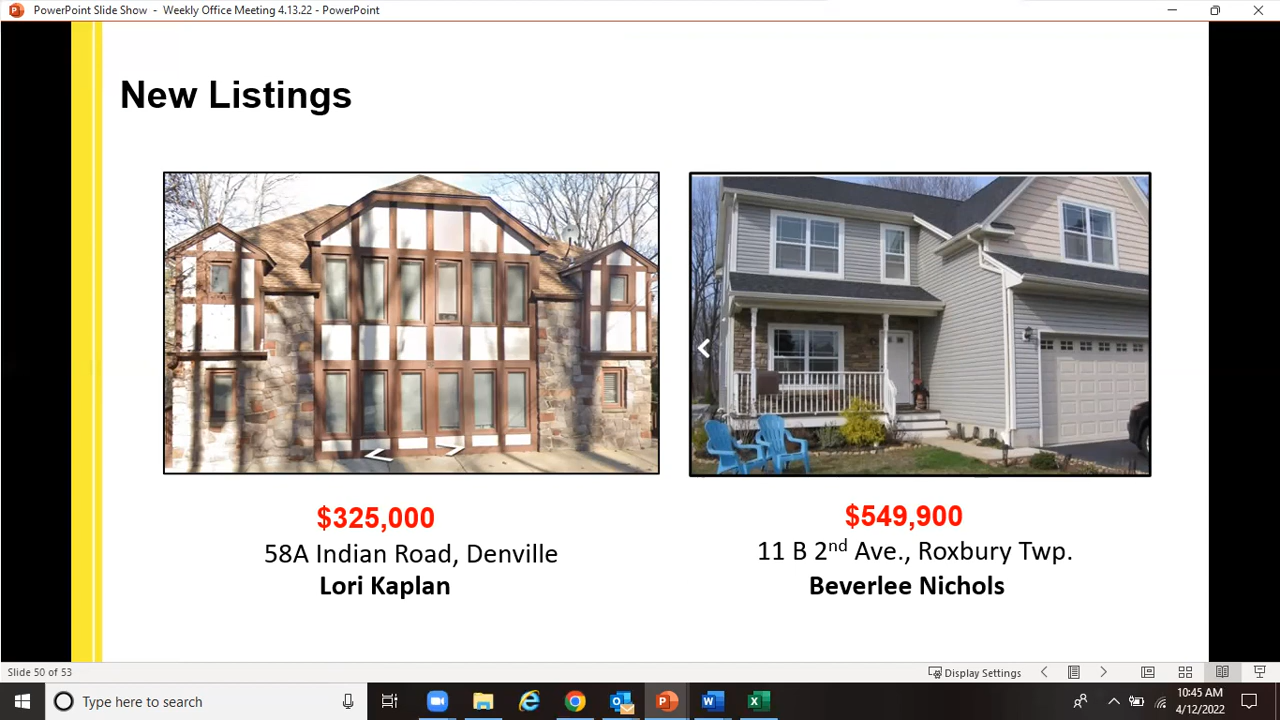 PowerPoint Slide Show - Weekly Office Meeting 4.13.22 - PowerPoint
New Listings
$325,000
58A Indian Road, Denville
Lori Kaplan
$549,900
11 B 2nd Ave., Roxbury Twp.
Beverlee Nichols
Slide 50 of 53
Display Settings
Type here to search
10:45 AM
4/12/2022